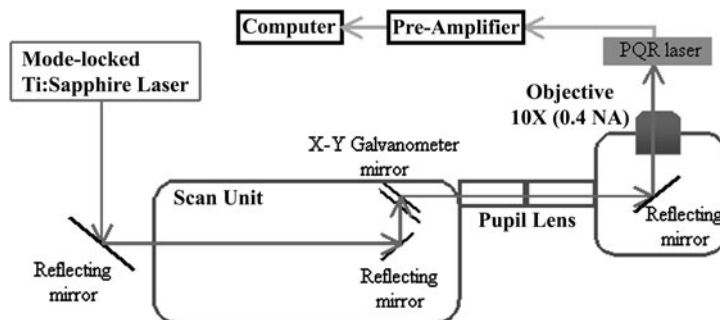 Computer
Pre-Amplifier
PQR laser
Mode-locked
Ti:Sapphire Laser
Objective
10X (0.4 NA)
X-Y Galvanometer
mirror
Scan Unit
Pupil Lens
Reflecting
mirror
Reflecting
mirror
Reflecting
mirror